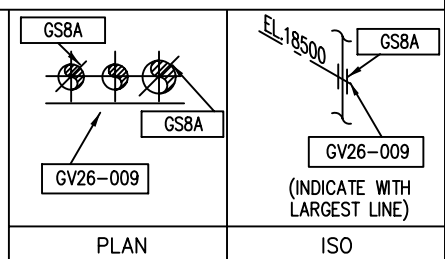 GS8A
GS8A
GV26-009
PLAN
EL.18500
GS8A
GV26-009
(INDICATE WITH
LARGEST LINE)
ISO